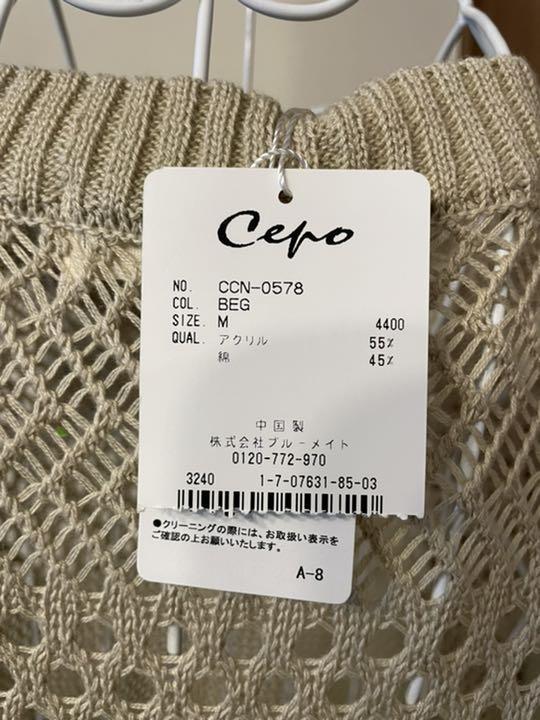 Cepo
NO. CCN-0578
COL. BEG
SIZE. M 4400
QUAL. アクリル 55%
綿 45%
中国製
株式会社ブルーメイト
0120-772-970
3240 1-7-07631-85-03
●クリーニングの際には、お取扱い表示を
ご確認の上お願いいたします。
A-8